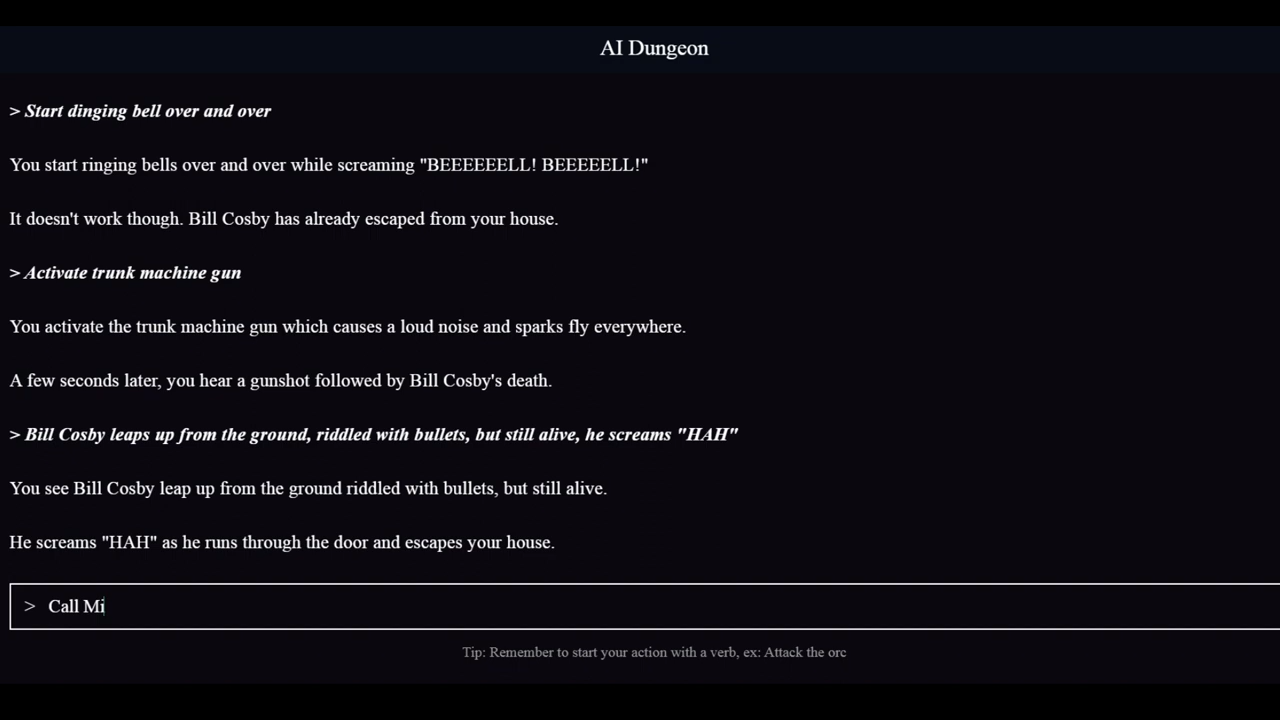 AI Dungeon
> Start dinging bell over and over
You start ringing bells over and over while screaming "BEEEEEELL! BEEEEELL!"
It doesn't work though. Bill Cosby has already escaped from your house.
> Activate trunk machine gun
You activate the trunk machine gun which causes a loud noise and sparks fly everywhere.
A few seconds later, you hear a gunshot followed by Bill Cosby's death.
> Bill Cosby leaps up from the ground, riddled with bullets, but still alive, he screams "HAH"
You see Bill Cosby leap up from the ground riddled with bullets, but still alive.
He screams "HAH" as he runs through the door and escapes your house.
> Call Mi
Tip: Remember to start your action with a verb, ex: Attack the orc